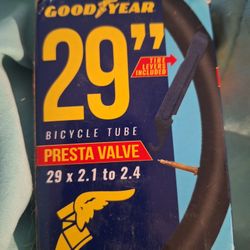 GOODYEAR
29"
TIRE
LEVERS
INCLUDED
BICYCLE TUBE
PRESTA VALVE
29 x 2.1 to 2.4